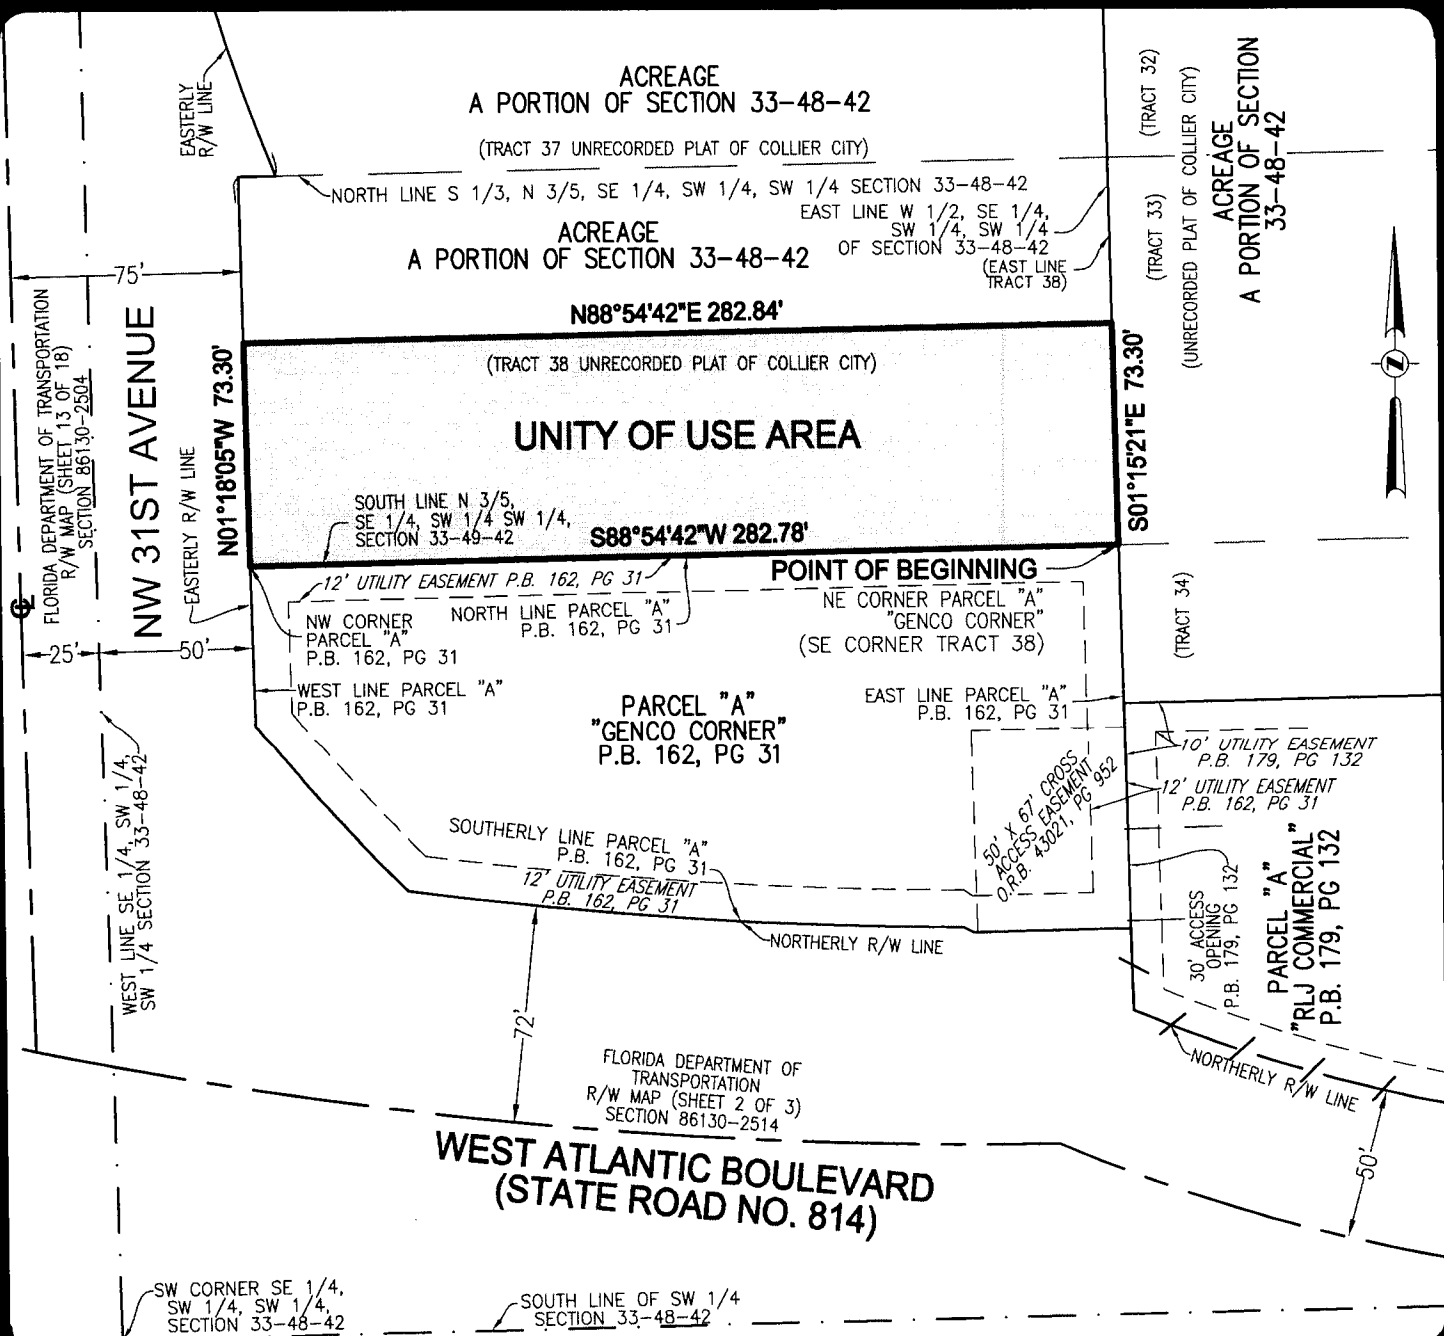 ACREAGE
A PORTION OF SECTION 33-48-42
(TRACT 37 UNRECORDED PLAT OF COLLIER CITY)
EASTERLY
R/W LINE
NORTH LINE S 1/3, N 3/5, SE 1/4, SW 1/4, SW 1/4 SECTION 33-48-42
EAST LINE W 1/2, SE 1/4,
SW 1/4, SW 1/4
OF SECTION 33-48-42
(EAST LINE
TRACT 38)
ACREAGE
A PORTION OF SECTION 33-48-42
(TRACT 32)
(TRACT 33)
(UNRECORDED PLAT OF COLLIER CITY)
ACREAGE
A PORTION OF SECTION
33-48-42
Z
75'
N88°54'42"E 282.84'
(TRACT 38 UNRECORDED PLAT OF COLLIER CITY)
UNITY OF USE AREA
N01°18'05"W 73.30'
S01°15'21"E 73.30'
SOUTH LINE N 3/5,
SE 1/4, SW 1/4 SW 1/4,
SECTION 33-49-42
S88°54'42"W 282.78'
POINT OF BEGINNING
NE CORNER PARCEL "A"
"GENCO CORNER"
(SE CORNER TRACT 38)
FLORIDA DEPARTMENT OF TRANSPORTATION
R/W MAP (SHEET 13 OF 18)
SECTION 86130-2504
NW 31ST AVENUE
EASTERLY R/W LINE
CL
25'
50'
12' UTILITY EASEMENT P.B. 162, PG 31
NORTH LINE PARCEL "A"
P.B. 162, PG 31
NW CORNER
PARCEL "A"
P.B. 162, PG 31
WEST LINE PARCEL "A"
P.B. 162, PG 31
PARCEL "A"
"GENCO CORNER"
P.B. 162, PG 31
EAST LINE PARCEL "A"
P.B. 162, PG 31
(TRACT 34)
10' UTILITY EASEMENT
P.B. 179, PG 132
12' UTILITY EASEMENT
P.B. 162, PG 31
50' X 67' CROSS
ACCESS EASEMENT
O.R.B. 43021, PG 952
SOUTHERLY LINE PARCEL "A"
P.B. 162, PG 31
12' UTILITY EASEMENT
P.B. 162, PG 31
NORTHERLY R/W LINE
30' ACCESS
OPENING
P.B. 179, PG 132
PARCEL "A"
"RLJ COMMERCIAL"
P.B. 179, PG 132
NORTHERLY R/W LINE
WEST LINE SE 1/4, SW 1/4,
SW 1/4 SECTION 33-48-42
72'
50'
FLORIDA DEPARTMENT OF
TRANSPORTATION
R/W MAP (SHEET 2 OF 3)
SECTION 86130-2514
WEST ATLANTIC BOULEVARD
(STATE ROAD NO. 814)
SW CORNER SE 1/4,
SW 1/4, SW 1/4,
SECTION 33-48-42
SOUTH LINE OF SW 1/4
SECTION 33-48-42